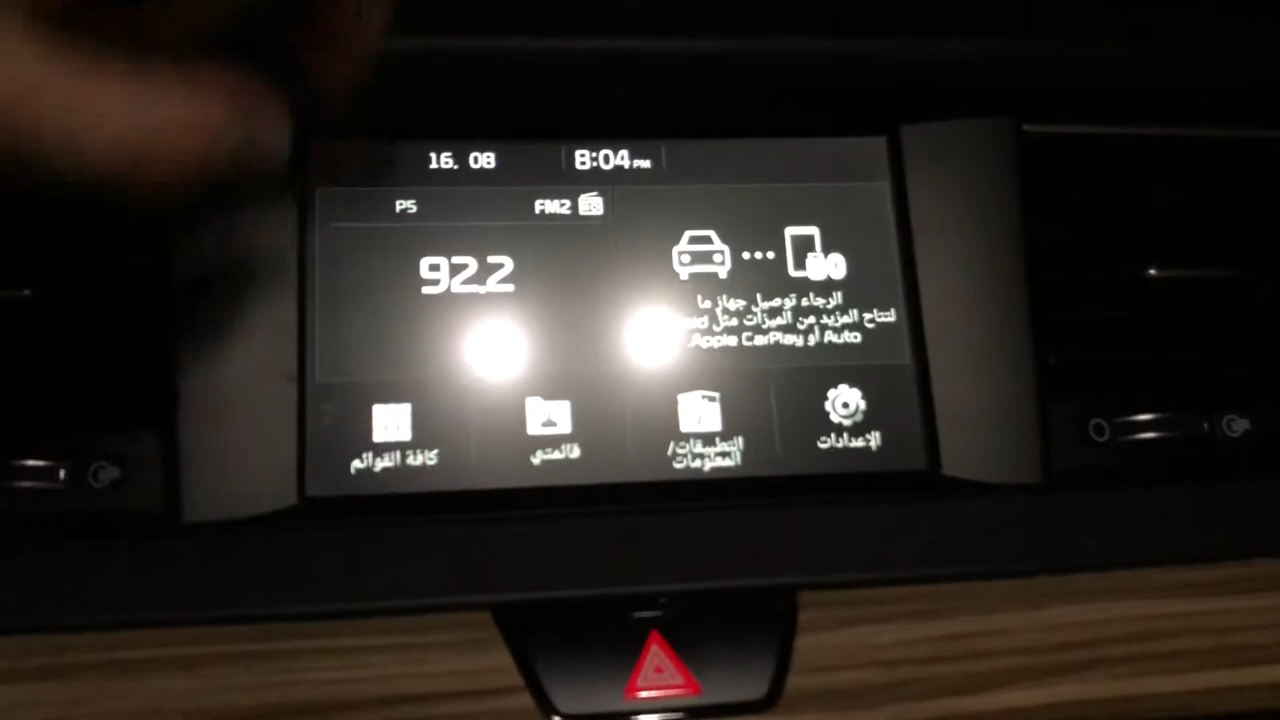 16. 08
8:04 PM
P5
FM2
92.2
الرجاء توصيل جهاز ما
لتتاح المزيد من الميزات مثل
Auto أو Apple CarPlay.
كافة القوائم
قائمتي
التطبيقات/
المعلومات
الإعدادات